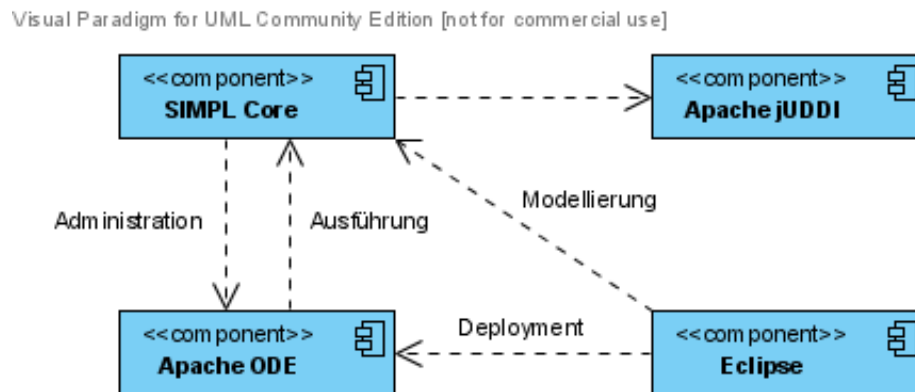 Visual Paradigm for UML Community Edition [not for commercial use]
<<component>>
SIMPL Core
<<component>>
Apache jUDDI
Modellierung
Administration
Ausführung
<<component>>
Apache ODE
Deployment
<<component>>
Eclipse